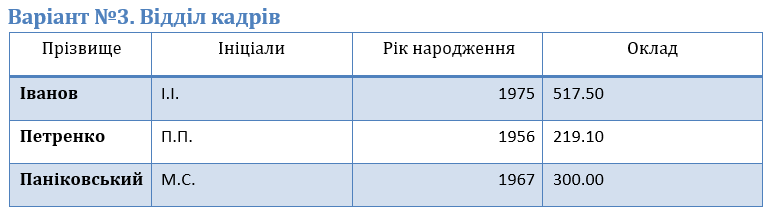 Варіант №3. Відділ кадрів
Прізвище Ініціали Рік народження Оклад
Іванов І.І. 1975 517.50
Петренко П.П. 1956 219.10
Паніковський М.С. 1967 300.00